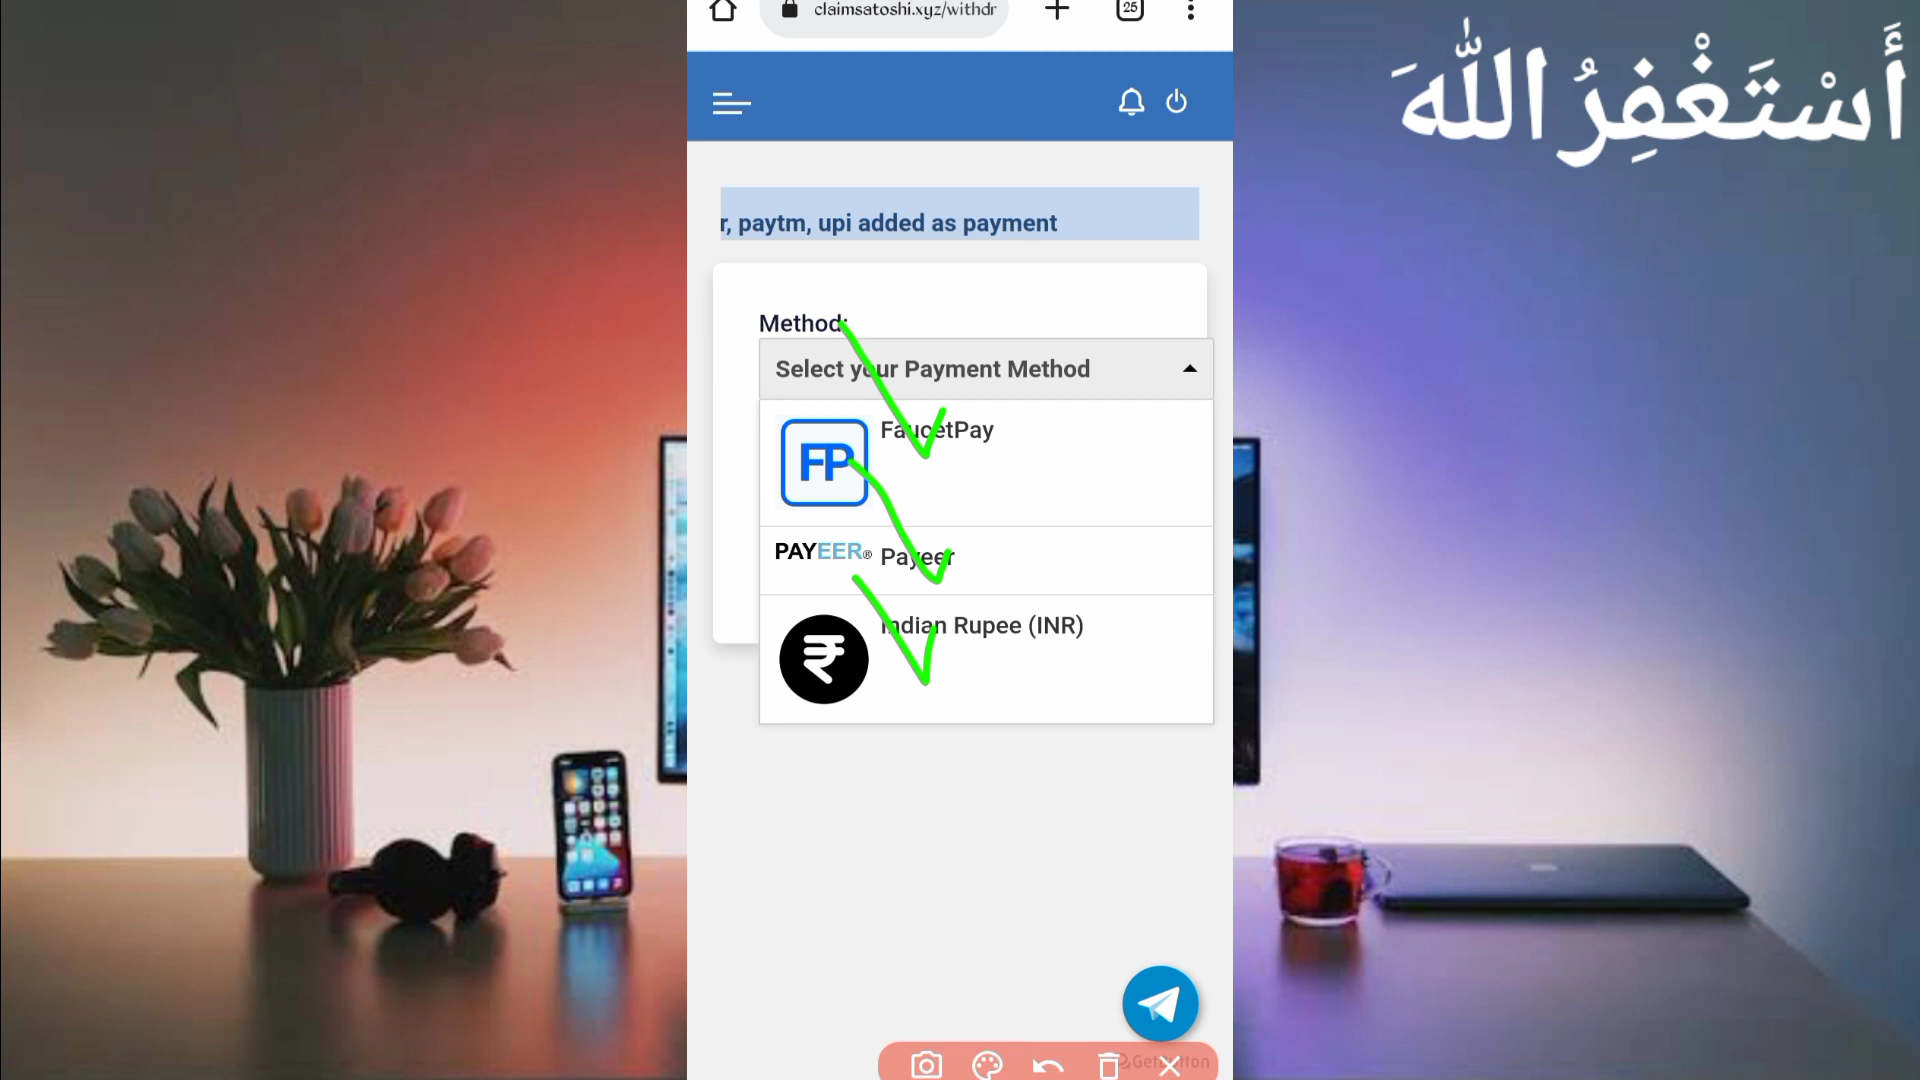 claimsatoshi.xyz/withdr
25
أَسْتَغْفِرُ اللّٰهَ
r, paytm, upi added as payment
Method:
Select your Payment Method
FP
FaucetPay
PAYEER®
Payeer
₹
Indian Rupee (INR)
GetButton